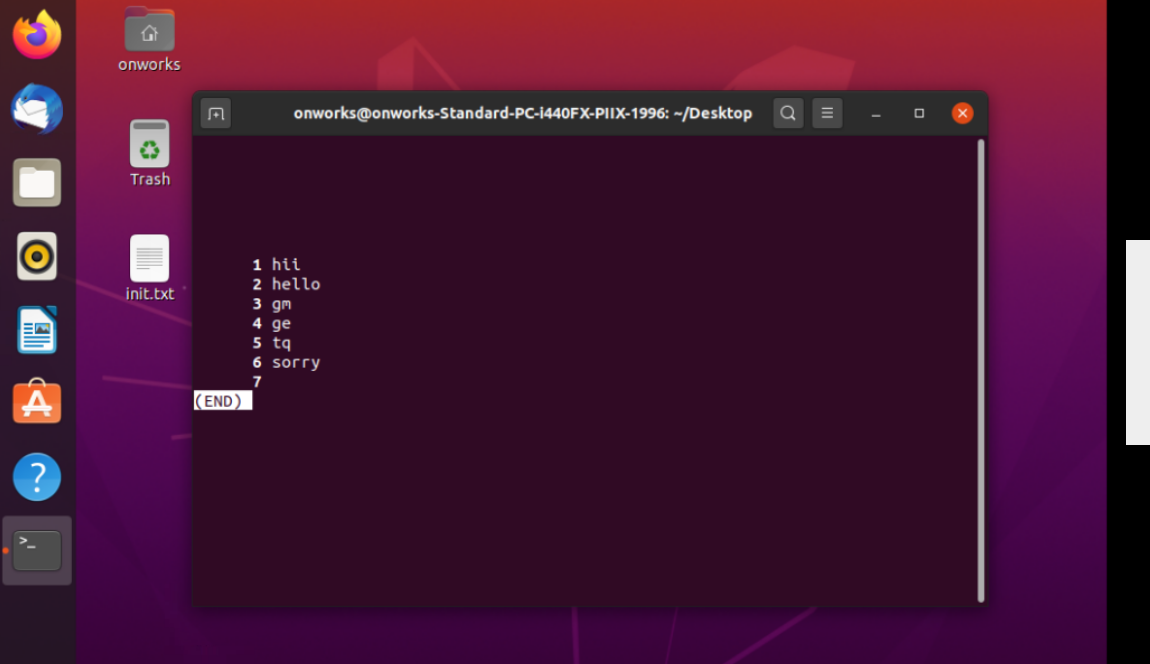 onworks
Trash
init.txt
onworks@onworks-Standard-PC-i440FX-PIIX-1996: ~/Desktop
1 hii
2 hello
3 gm
4 ge
5 tq
6 sorry
7
(END)